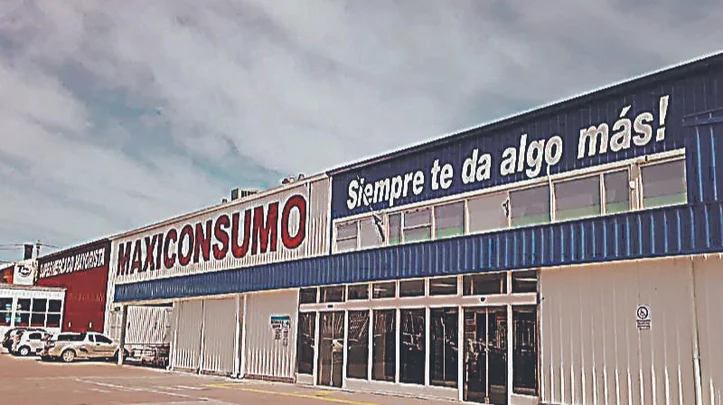 Siempre te da algo más!
MAXICONSUMO
SUPERMERCADO MAYORISTA